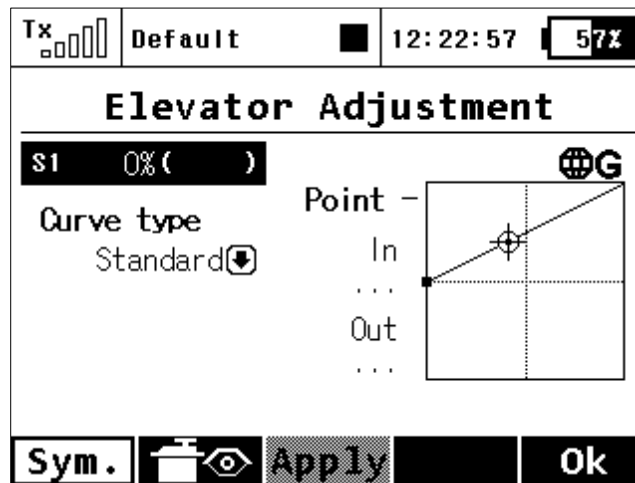 Tx Default 12:22:57 57%
Elevator Adjustment
S1 0%( )
G
Point -
Curve type
In
Standard
...
Out
...
Sym. Apply Ok